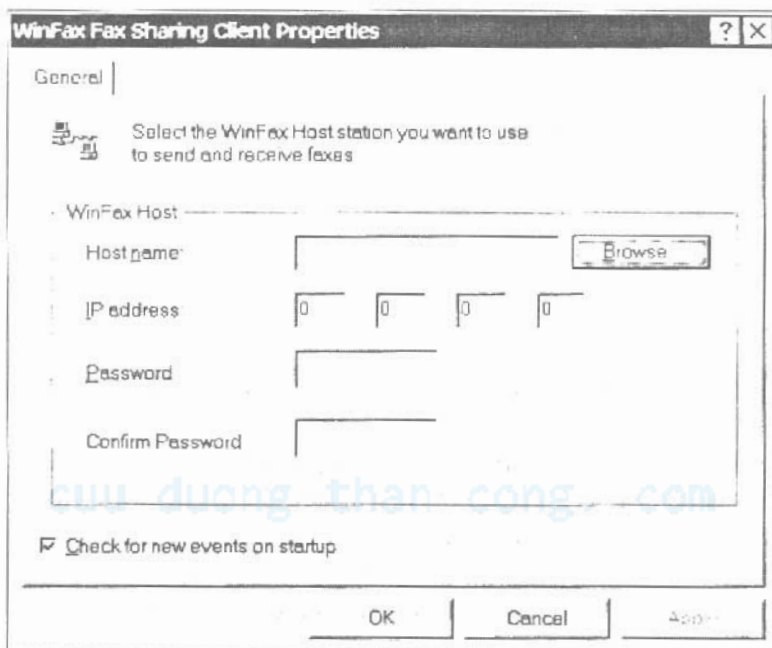 WinFax Fax Sharing Client Properties
General
Select the WinFax Host station you want to use
to send and receive faxes
WinFax Host
Host name:
Browse
IP address
0 0 0 0
Password
Confirm Password
cuu duong than cong. com
Check for new events on startup
OK Cancel Apply